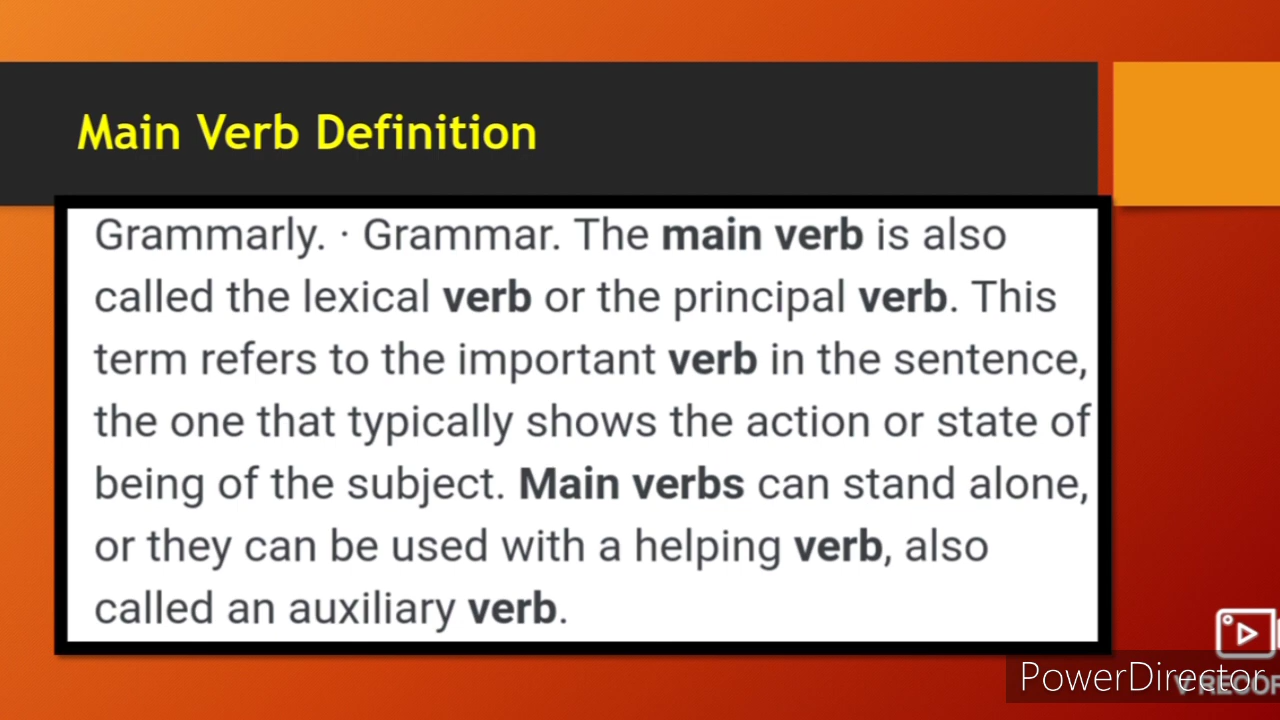 Main Verb Definition
Grammarly. · Grammar. The main verb is also
called the lexical verb or the principal verb. This
term refers to the important verb in the sentence,
the one that typically shows the action or state of
being of the subject. Main verbs can stand alone,
or they can be used with a helping verb, also
called an auxiliary verb.
PowerDirector